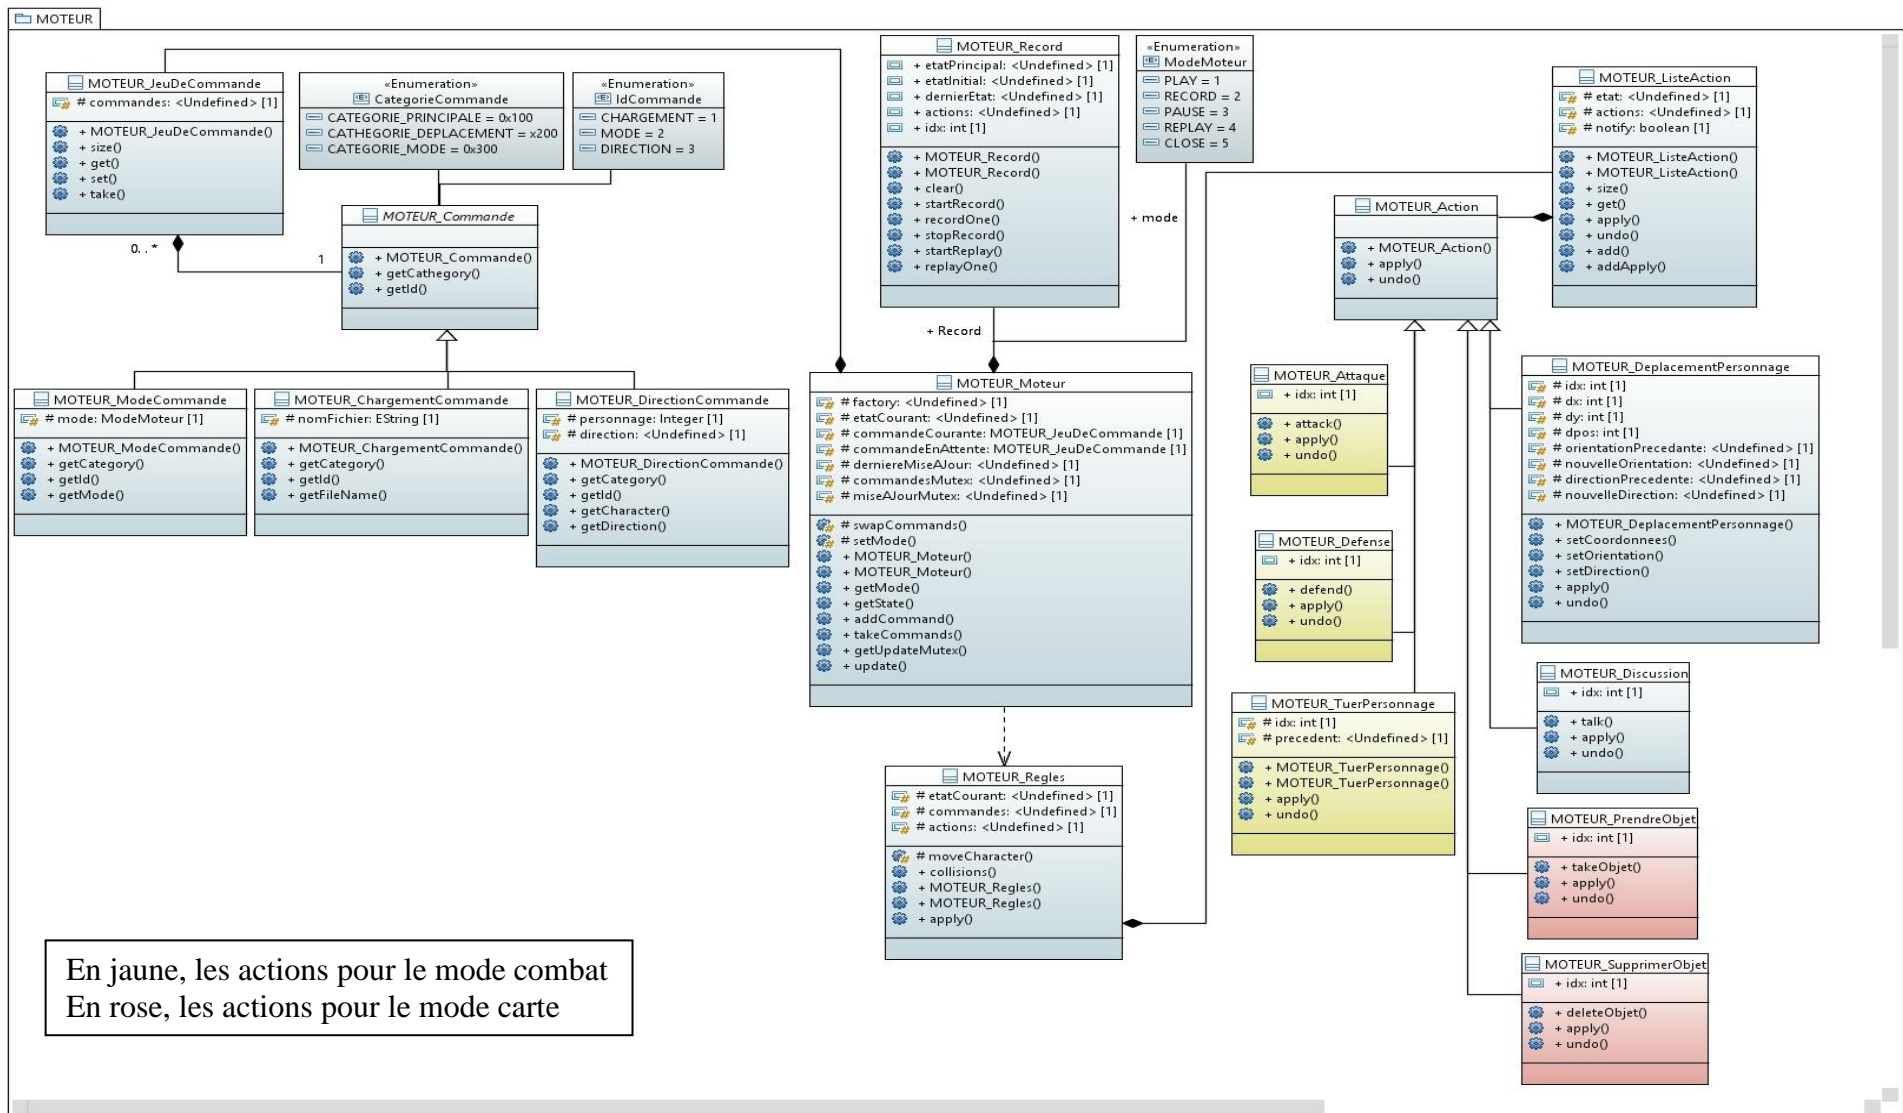 MOTEUR
MOTEUR_JeuDeCommande
# commandes: <Undefined> [1]
+ MOTEUR_JeuDeCommande()
+ size()
+ get()
+ set()
+ take()
0. . *
1
«Enumeration»
CategorieCommande
CATEGORIE_PRINCIPALE = 0x100
CATHEGORIE_DEPLACEMENT = x200
CATEGORIE_MODE = 0x300
«Enumeration»
IdCommande
CHARGEMENT = 1
MODE = 2
DIRECTION = 3
MOTEUR_Commande
+ MOTEUR_Commande()
+ getCathegory()
+ getId()
MOTEUR_ModeCommande
# mode: ModeMoteur [1]
+ MOTEUR_ModeCommande()
+ getCategory()
+ getId()
+ getMode()
MOTEUR_ChargementCommande
# nomFichier: EString [1]
+ MOTEUR_ChargementCommande()
+ getCategory()
+ getId()
+ getFileName()
MOTEUR_DirectionCommande
# personnage: Integer [1]
# direction: <Undefined> [1]
+ MOTEUR_DirectionCommande()
+ getCategory()
+ getId()
+ getCharacter()
+ getDirection()
MOTEUR_Record
+ etatPrincipal: <Undefined> [1]
+ etatInitial: <Undefined> [1]
+ dernierEtat: <Undefined> [1]
+ actions: <Undefined> [1]
+ idx: int [1]
+ MOTEUR_Record()
+ MOTEUR_Record()
+ clear()
+ startRecord()
+ recordOne()
+ stopRecord()
+ startReplay()
+ replayOne()
«Enumeration»
ModeMoteur
PLAY = 1
RECORD = 2
PAUSE = 3
REPLAY = 4
CLOSE = 5
+ mode
+ Record
MOTEUR_Moteur
# factory: <Undefined> [1]
# etatCourant: <Undefined> [1]
# commandeCourante: MOTEUR_JeuDeCommande [1]
# commandeEnAttente: MOTEUR_JeuDeCommande [1]
# derniereMiseAJour: <Undefined> [1]
# commandesMutex: <Undefined> [1]
# miseAJourMutex: <Undefined> [1]
# swapCommands()
# setMode()
+ MOTEUR_Moteur()
+ MOTEUR_Moteur()
+ getMode()
+ getState()
+ addCommand()
+ takeCommands()
+ getUpdateMutex()
+ update()
MOTEUR_Regles
# etatCourant: <Undefined> [1]
# commandes: <Undefined> [1]
# actions: <Undefined> [1]
# moveCharacter()
+ collisions()
+ MOTEUR_Regles()
+ MOTEUR_Regles()
+ apply()
MOTEUR_ListeAction
# etat: <Undefined> [1]
# actions: <Undefined> [1]
# notify: boolean [1]
+ MOTEUR_ListeAction()
+ MOTEUR_ListeAction()
+ size()
+ get()
+ apply()
+ undo()
+ add()
+ addApply()
MOTEUR_Action
+ MOTEUR_Action()
+ apply()
+ undo()
MOTEUR_Attaque
+ idx: int [1]
+ attack()
+ apply()
+ undo()
MOTEUR_Defense
+ idx: int [1]
+ defend()
+ apply()
+ undo()
MOTEUR_TuerPersonnage
# idx: int [1]
# precedent: <Undefined> [1]
+ MOTEUR_TuerPersonnage()
+ MOTEUR_TuerPersonnage()
+ apply()
+ undo()
MOTEUR_DeplacementPersonnage
# idx: int [1]
# dx: int [1]
# dy: int [1]
# dpos: int [1]
# orientationPrecedante: <Undefined> [1]
# nouvelleOrientation: <Undefined> [1]
# directionPrecedente: <Undefined> [1]
# nouvelleDirection: <Undefined> [1]
+ MOTEUR_DeplacementPersonnage()
+ setCoordonnees()
+ setOrientation()
+ setDirection()
+ apply()
+ undo()
MOTEUR_Discussion
+ idx: int [1]
+ talk()
+ apply()
+ undo()
MOTEUR_PrendreObjet
+ idx: int [1]
+ takeObjet()
+ apply()
+ undo()
MOTEUR_SupprimerObjet
+ idx: int [1]
+ deleteObjet()
+ apply()
+ undo()
En jaune, les actions pour le mode combat
En rose, les actions pour le mode carte